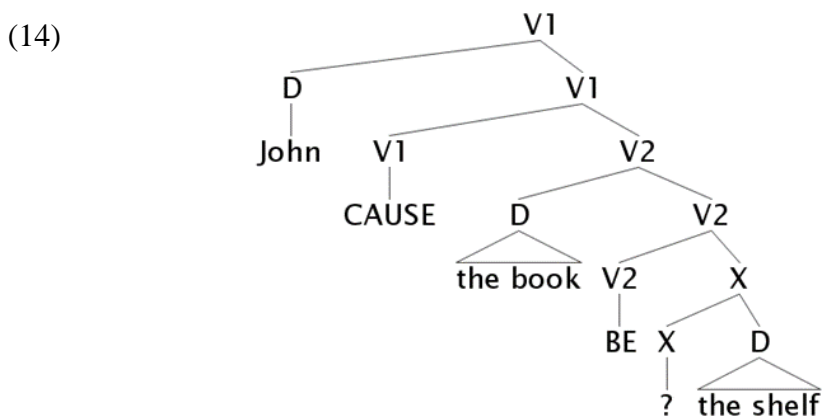 (14) V1
D V1
John V1 V2
CAUSE D V2
the book V2 X
BE X D
? the shelf